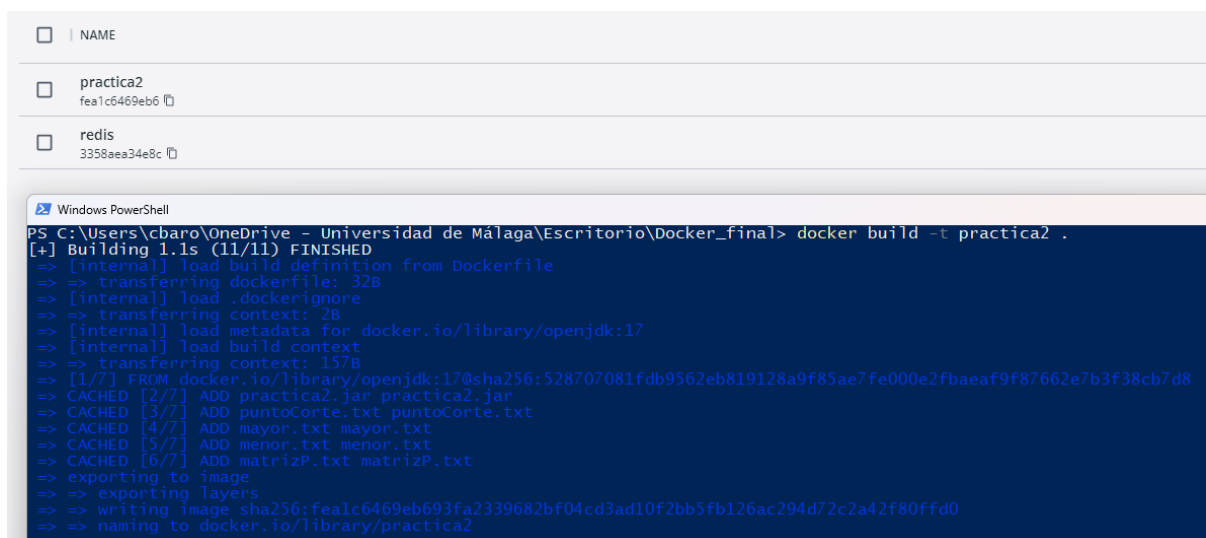 NAME
practica2
fea1c6469eb6
redis
3358aea34e8c
Windows PowerShell
PS C:\Users\cbaro\OneDrive - Universidad de Málaga\Escritorio\Docker_final> docker build -t practica2 .
[+] Building 1.1s (11/11) FINISHED
=> [internal] load build definition from Dockerfile
=> => transferring dockerfile: 32B
=> [internal] load .dockerignore
=> => transferring context: 2B
=> [internal] load metadata for docker.io/library/openjdk:17
=> [internal] load build context
=> => transferring context: 157B
=> [1/7] FROM docker.io/library/openjdk:17@sha256:528707081fdb9562eb819128a9f85ae7fe000e2fbaeaf9f87662e7b3f38cb7d8
=> CACHED [2/7] ADD practica2.jar practica2.jar
=> CACHED [3/7] ADD puntoCorte.txt puntoCorte.txt
=> CACHED [4/7] ADD mayor.txt mayor.txt
=> CACHED [5/7] ADD menor.txt menor.txt
=> CACHED [6/7] ADD matrizP.txt matrizP.txt
=> exporting to image
=> => exporting layers
=> => writing image sha256:fea1c6469eb693fa2339682bf04cd3ad10f2bb5fb126ac294d72c2a42f80ffd0
=> => naming to docker.io/library/practica2